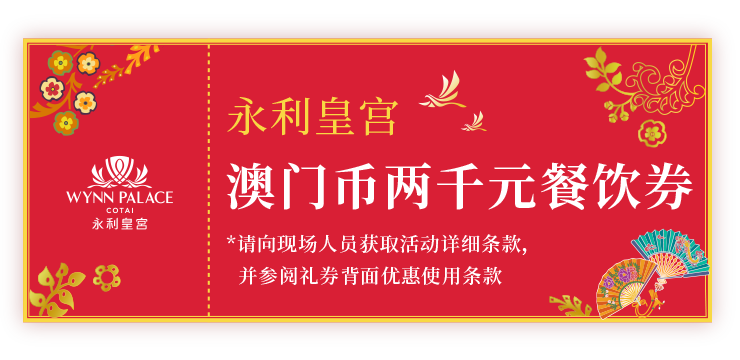 WYNN PALACE
COTAI
永利皇宫
永利皇宫
澳门币两千元餐饮券
*请向现场人员获取活动详细条款,
并参阅礼券背面优惠使用条款